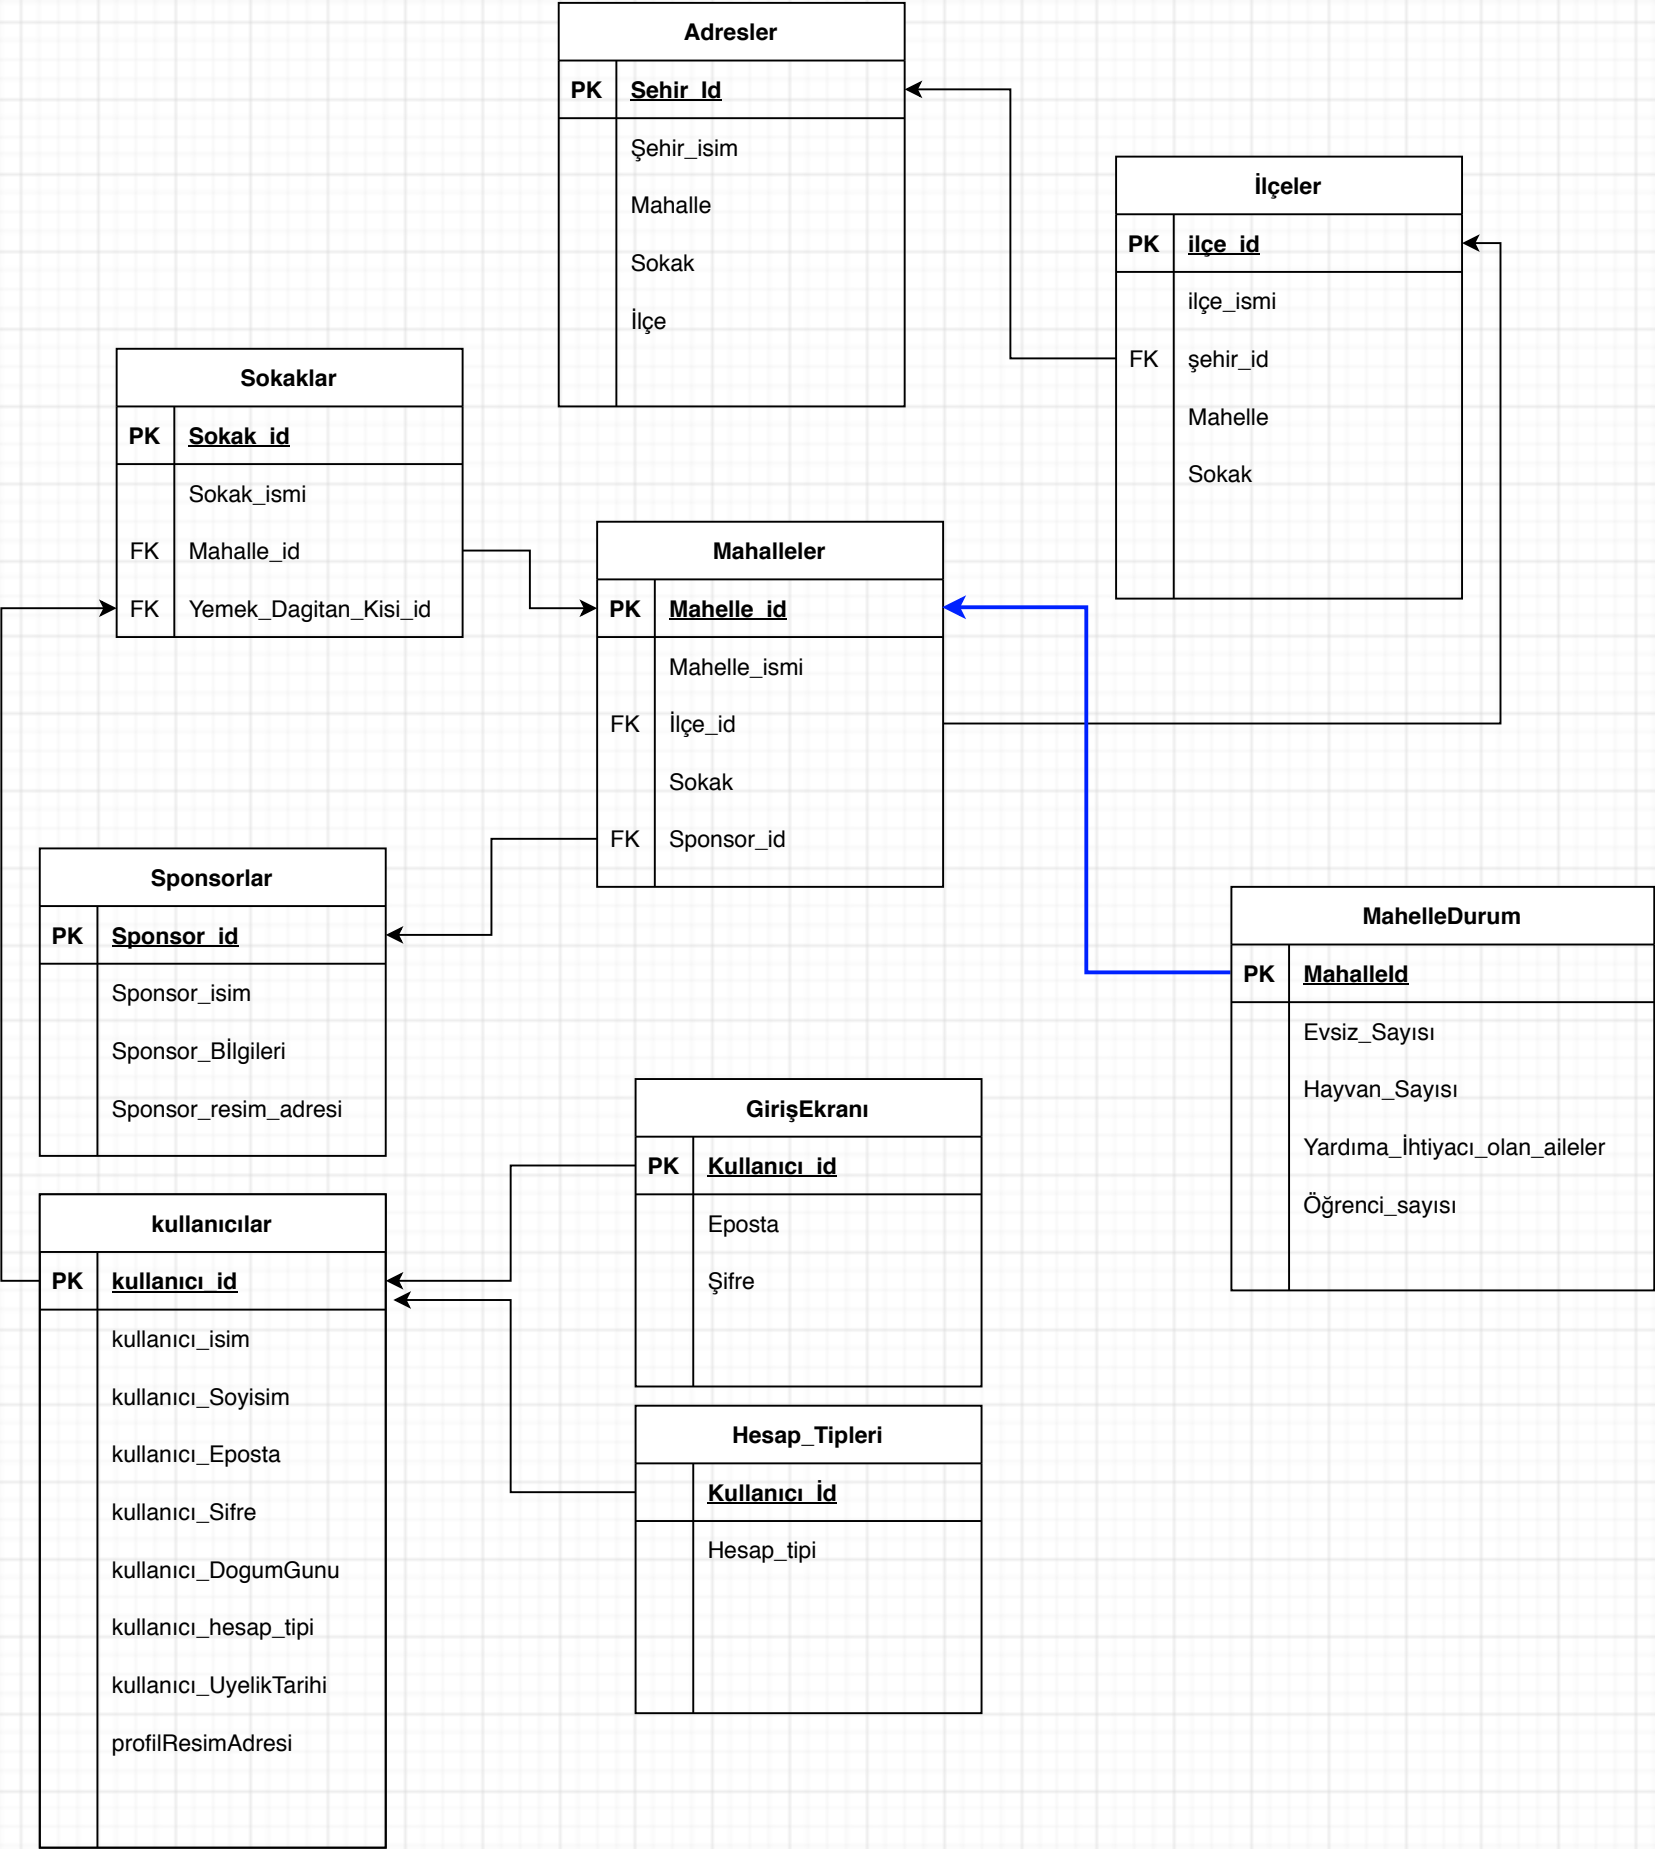 Adresler
PK Sehir_Id
Şehir_isim
Mahalle
Sokak
İlçe
İlçeler
PK ilçe_id
ilçe_ismi
FK şehir_id
Mahelle
Sokak
Sokaklar
PK Sokak_id
Sokak_ismi
FK Mahalle_id
FK Yemek_Dagitan_Kisi_id
Mahalleler
PK Mahelle_id
Mahelle_ismi
FK İlçe_id
Sokak
FK Sponsor_id
Sponsorlar
PK Sponsor_id
Sponsor_isim
Sponsor_Bİlgileri
Sponsor_resim_adresi
MahelleDurum
PK MahalleId
Evsiz_Sayısı
Hayvan_Sayısı
Yardıma_İhtiyacı_olan_aileler
Öğrenci_sayısı
GirişEkranı
PK Kullanıcı_id
Eposta
Şifre
kullanıcılar
PK kullanıcı_id
kullanıcı_isim
kullanıcı_Soyisim
kullanıcı_Eposta
kullanıcı_Sifre
kullanıcı_DogumGunu
kullanıcı_hesap_tipi
kullanıcı_UyelikTarihi
profilResimAdresi
Hesap_Tipleri
Kullanıcı_İd
Hesap_tipi